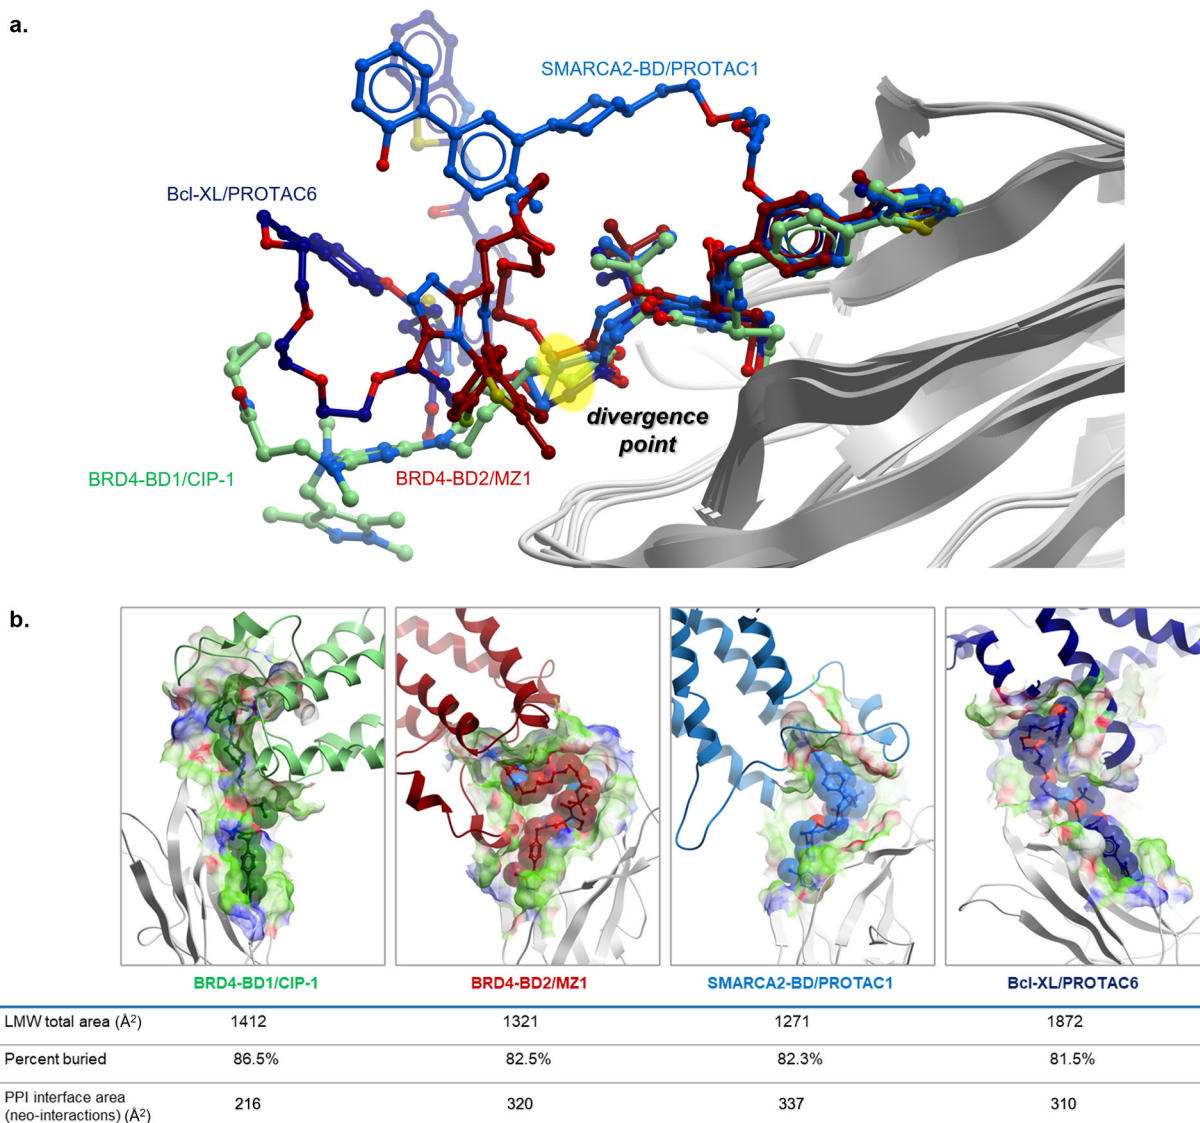 a.
SMARCA2-BD/PROTAC1
Bcl-XL/PROTAC6
divergence
point
BRD4-BD1/CIP-1
BRD4-BD2/MZ1
b.
BRD4-BD1/CIP-1 BRD4-BD2/MZ1 SMARCA2-BD/PROTAC1 Bcl-XL/PROTAC6
LMW total area (Å²) 1412 1321 1271 1872
Percent buried 86.5% 82.5% 82.3% 81.5%
PPI interface area
(neo-interactions) (Å²) 216 320 337 310